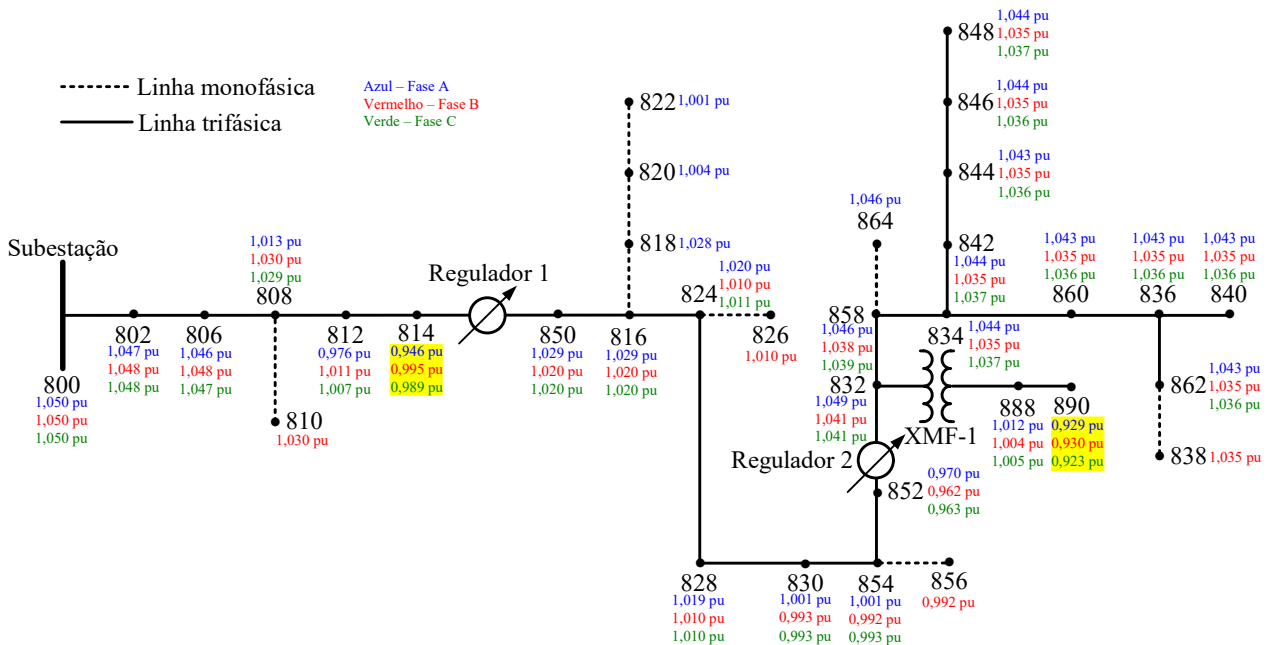 848
1,044 pu
1,035 pu
1,037 pu
Linha monofásica
Linha trifásica
Azul – Fase A
Vermelho – Fase B
Verde – Fase C
822 1,001 pu
846
1,044 pu
1,035 pu
1,036 pu
820 1,004 pu
844
1,043 pu
1,035 pu
1,036 pu
1,046 pu
864
Subestação
1,013 pu
1,030 pu
1,029 pu
808
Regulador 1
818 1,028 pu
842
1,044 pu
1,035 pu
1,037 pu
1,043 pu
1,035 pu
1,036 pu
860
1,043 pu
1,035 pu
1,036 pu
836
1,043 pu
1,035 pu
1,036 pu
840
824
1,020 pu
1,010 pu
1,011 pu
826
1,010 pu
800
1,050 pu
1,050 pu
1,050 pu
802
1,047 pu
1,048 pu
1,048 pu
806
1,046 pu
1,048 pu
1,047 pu
810
1,030 pu
812
0,976 pu
1,011 pu
1,007 pu
814
0,946 pu
0,995 pu
0,989 pu
850
1,029 pu
1,020 pu
1,020 pu
816
1,029 pu
1,020 pu
1,020 pu
858
1,046 pu
1,038 pu
1,039 pu
834
1,044 pu
1,035 pu
1,037 pu
832
1,049 pu
1,041 pu
1,041 pu
XMF-1
888
1,012 pu
1,004 pu
1,005 pu
890
0,929 pu
0,930 pu
0,923 pu
862
1,043 pu
1,035 pu
1,036 pu
838 1,035 pu
Regulador 2
852
0,970 pu
0,962 pu
0,963 pu
828
1,019 pu
1,010 pu
1,010 pu
830
1,001 pu
0,993 pu
0,993 pu
854
1,001 pu
0,992 pu
0,993 pu
856
0,992 pu